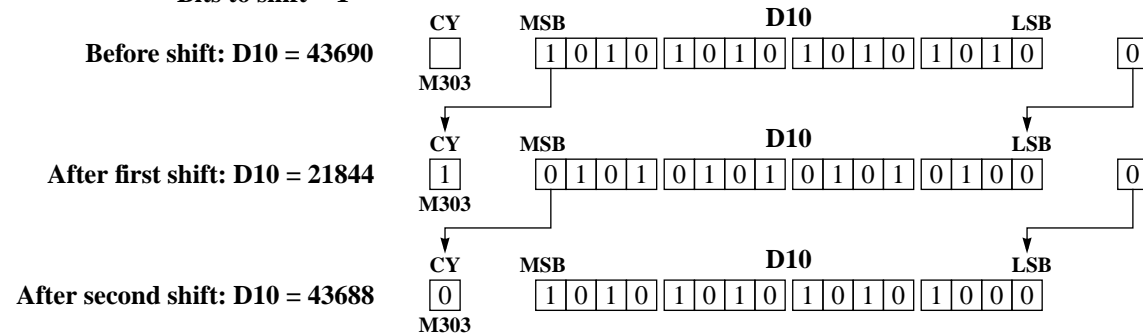 Bits to shift = 1
CY MSB D10 LSB
Before shift: D10 = 43690 1 0 1 0 1 0 1 0 1 0 1 0 1 0 1 0 0
M303
CY MSB D10 LSB
After first shift: D10 = 21844 1 0 1 0 1 0 1 0 1 0 1 0 1 0 1 0 0 0
M303
CY MSB D10 LSB
After second shift: D10 = 43688 0 1 0 1 0 1 0 1 0 1 0 1 0 1 0 0 0
M303